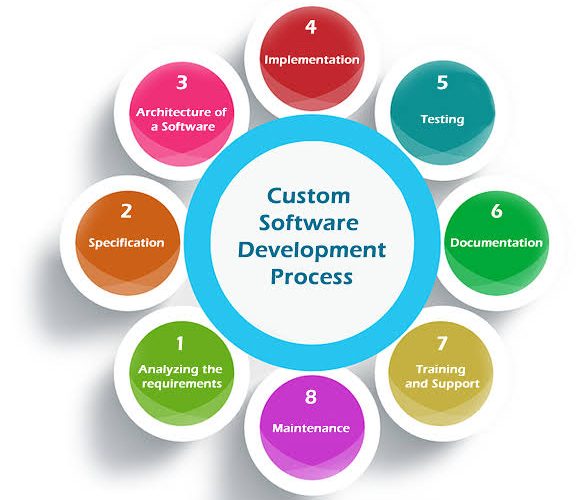 Custom
Software
Development
Process
1
Analyzing the
requirements
2
Specification
3
Architecture of
a Software
4
Implementation
5
Testing
6
Documentation
7
Training
and Support
8
Maintenance